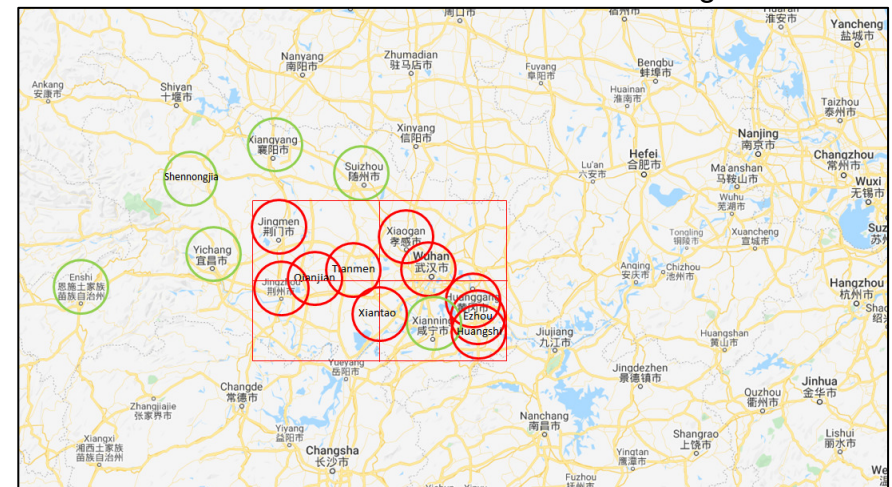 周口市
宿州市
Huaian
淮安市
Yancheng
盐城市
Nanyang
南阳市
Zhumadian
驻马店市
Fuyang
阜阳市
Bengbu
蚌埠市
Ankang
安康市
Shiyan
十堰市
Huainan
淮南市
Taizhou
泰州市
Xiangyang
襄阳市
Xinyang
信阳市
Nanjing
南京市
Hefei
合肥市
Changzhou
常州市
Suizhou
随州市
Lu'an
六安市
Ma'anshan
马鞍山市
Wuxi
无锡市
Shennongjia
Wuhu
芜湖市
Jingmen
荆门市
Xiaogan
孝感市
Tongling
铜陵市
Xuancheng
宣城市
Suz
Yichang
宜昌市
Wuhan
武汉市
Tianmen
Qianjian
Anqing
安庆市
Chizhou
池州市
Enshi
恩施土家族
苗族自治州
Jingzhou
荆州市
Hangzhou
杭州市
Huanggang
Xiantao
Xianning
咸宁市
Ezhou
Huangshi
Jiujiang
九江市
Huangshan
黄山市
Yueyang
岳阳市
Jingdezhen
景德镇市
Changde
常德市
Quzhou
衢州市
Jinhua
金华市
Zhangjiajie
张家界市
Nanchang
南昌市
Yiyang
益阳市
Xiangxi
湘西土家族
苗族自治州
Changsha
长沙市
Shangrao
上饶市
Lishui
丽水市
Yingtan
鹰潭市
Fuzhou
We